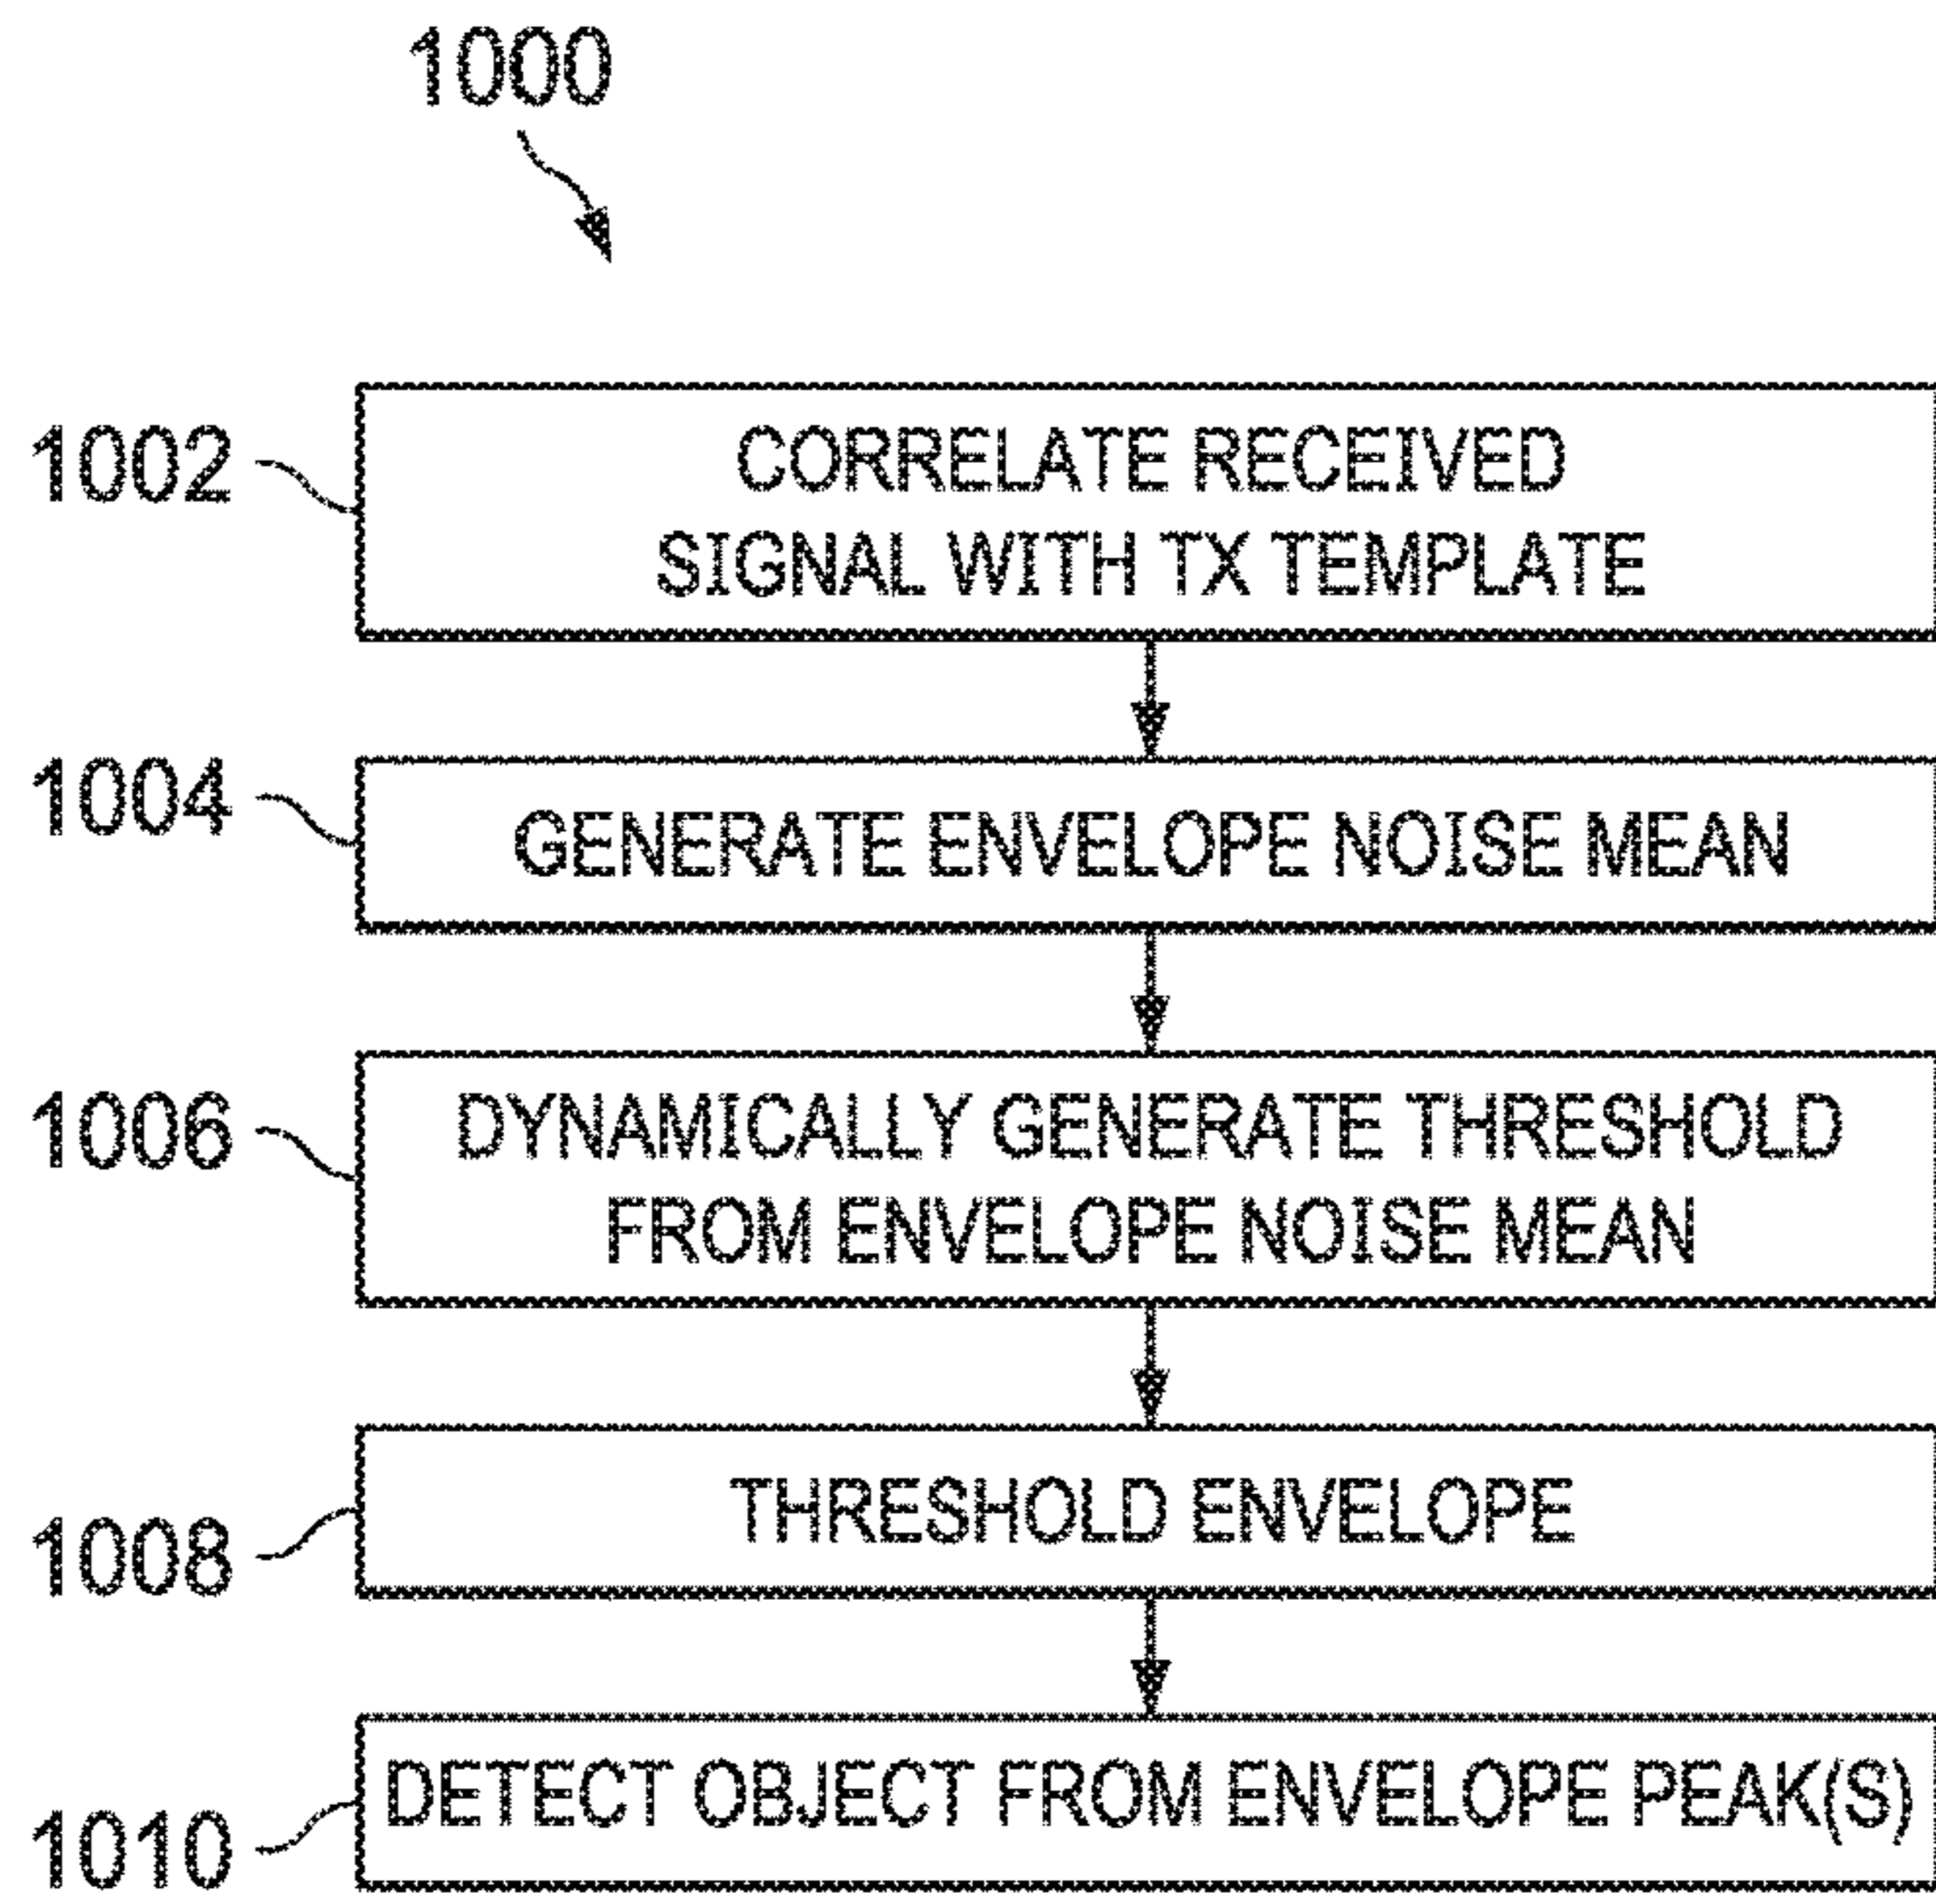 1000
1002
CORRELATE RECEIVED
SIGNAL WITH TX TEMPLATE
1004
GENERATE ENVELOPE NOISE MEAN
1006
DYNAMICALLY GENERATE THRESHOLD
FROM ENVELOPE NOISE MEAN
1008
THRESHOLD ENVELOPE
1010
DETECT OBJECT FROM ENVELOPE PEAK(S)